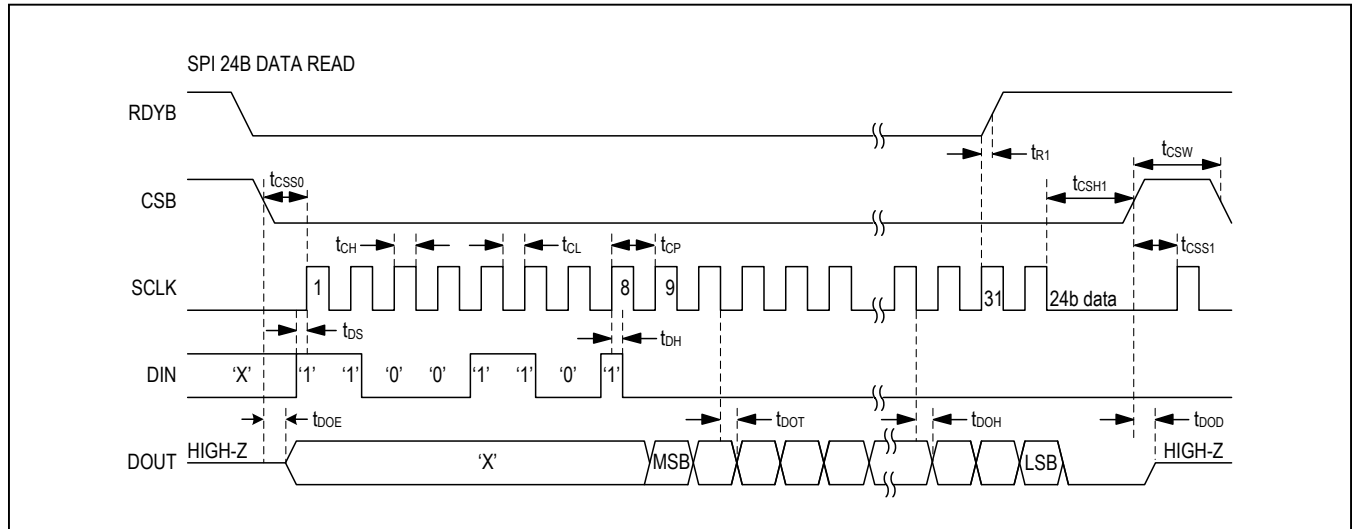 SPI 24B DATA READ
RDYB
tR1
tCSW
tCSS0
tCSH1
CSB
tCH
tCL
tCP
tCSS1
SCLK
1
8
9
31
24b data
tDS
tDH
DIN
'X'
'1'
'1'
'0'
'0'
'1'
'1'
'0'
'1'
tDOE
tDOT
tDOH
tDOD
DOUT
HIGH-Z
'X'
MSB
LSB
HIGH-Z